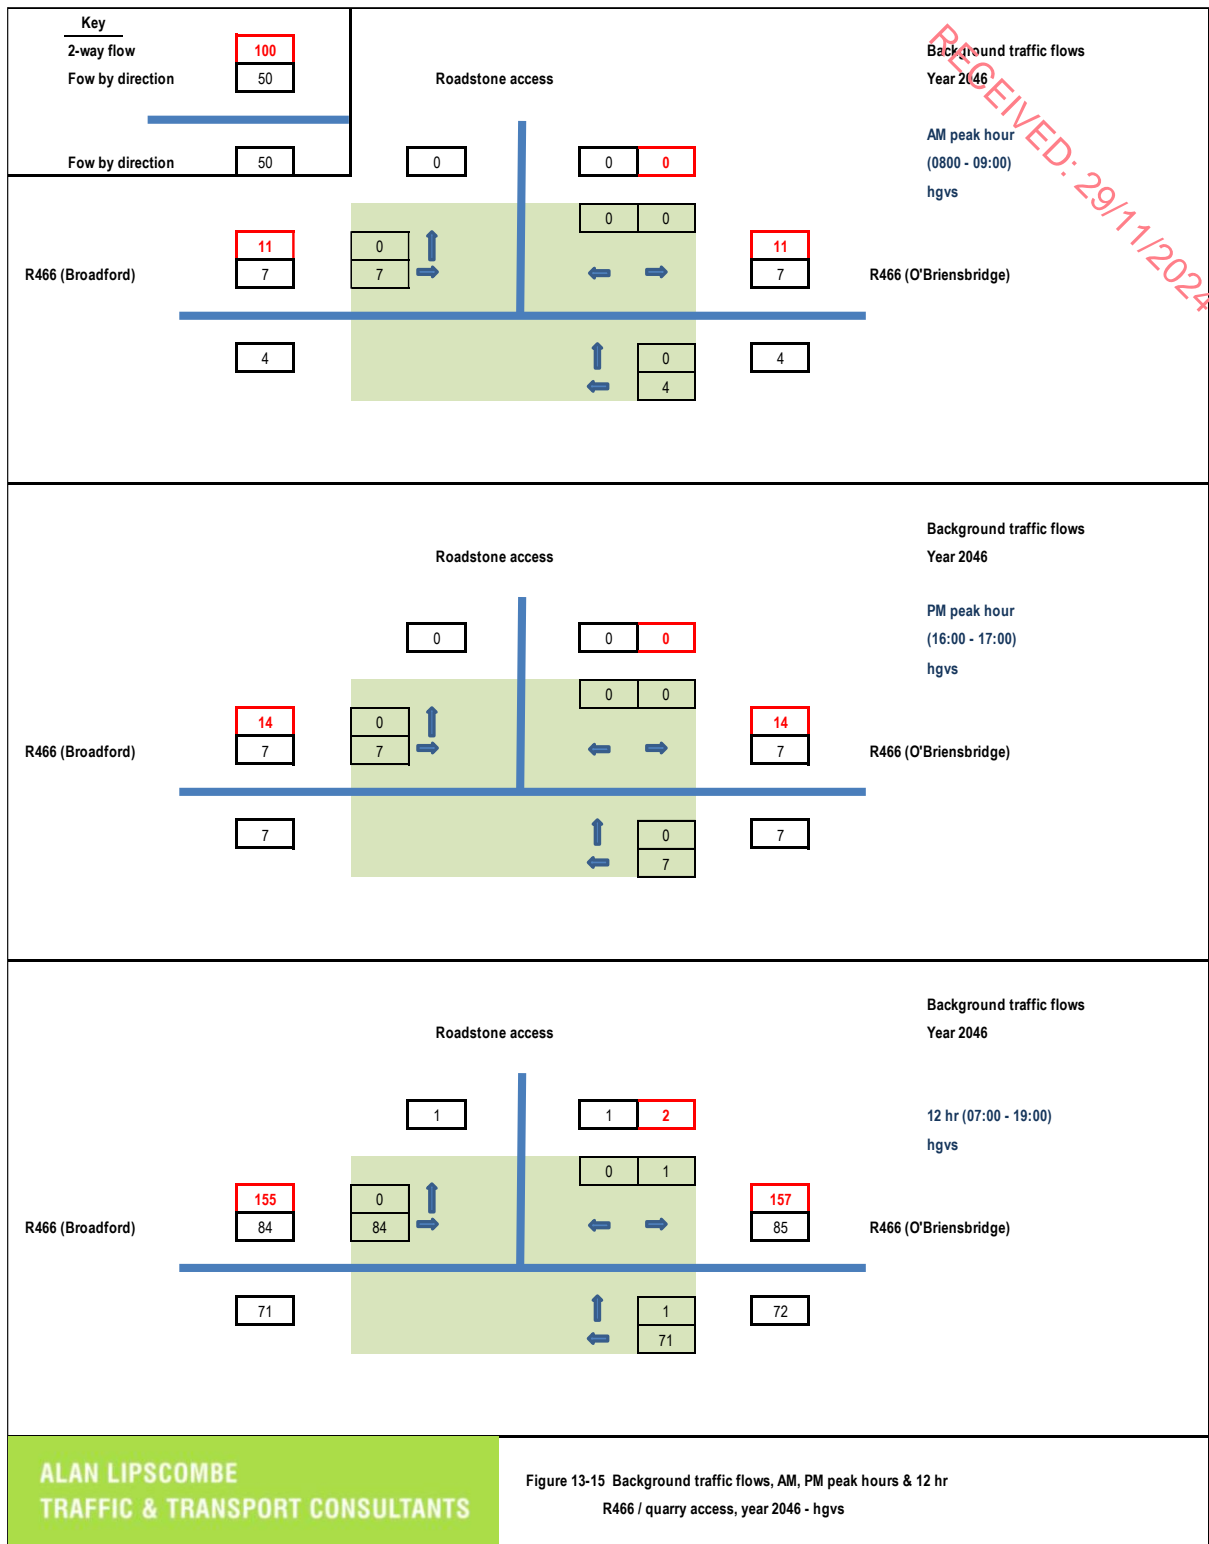 Key
2-way flow 100
Fow by direction 50
Fow by direction 50
Roadstone access
Background traffic flows
Year 2046
AM peak hour
(0800 - 09:00)
hgvs
RECEIVED: 29/11/2024
0 0 0
0 0
11 0 11
R466 (Broadford) 7 7 7 R466 (O'Briensbridge)
4 0 4
4
Background traffic flows
Roadstone access Year 2046
PM peak hour
0 0 0 (16:00 - 17:00)
hgvs
0 0
14 0 14
R466 (Broadford) 7 7 7 R466 (O'Briensbridge)
7 0 7
7
Background traffic flows
Roadstone access Year 2046
1 1 2 12 hr (07:00 - 19:00)
hgvs
0 1
155 0 157
R466 (Broadford) 84 84 85 R466 (O'Briensbridge)
71 1 72
71
ALAN LIPSCOMBE
TRAFFIC & TRANSPORT CONSULTANTS
Figure 13-15 Background traffic flows, AM, PM peak hours & 12 hr
R466 / quarry access, year 2046 - hgvs